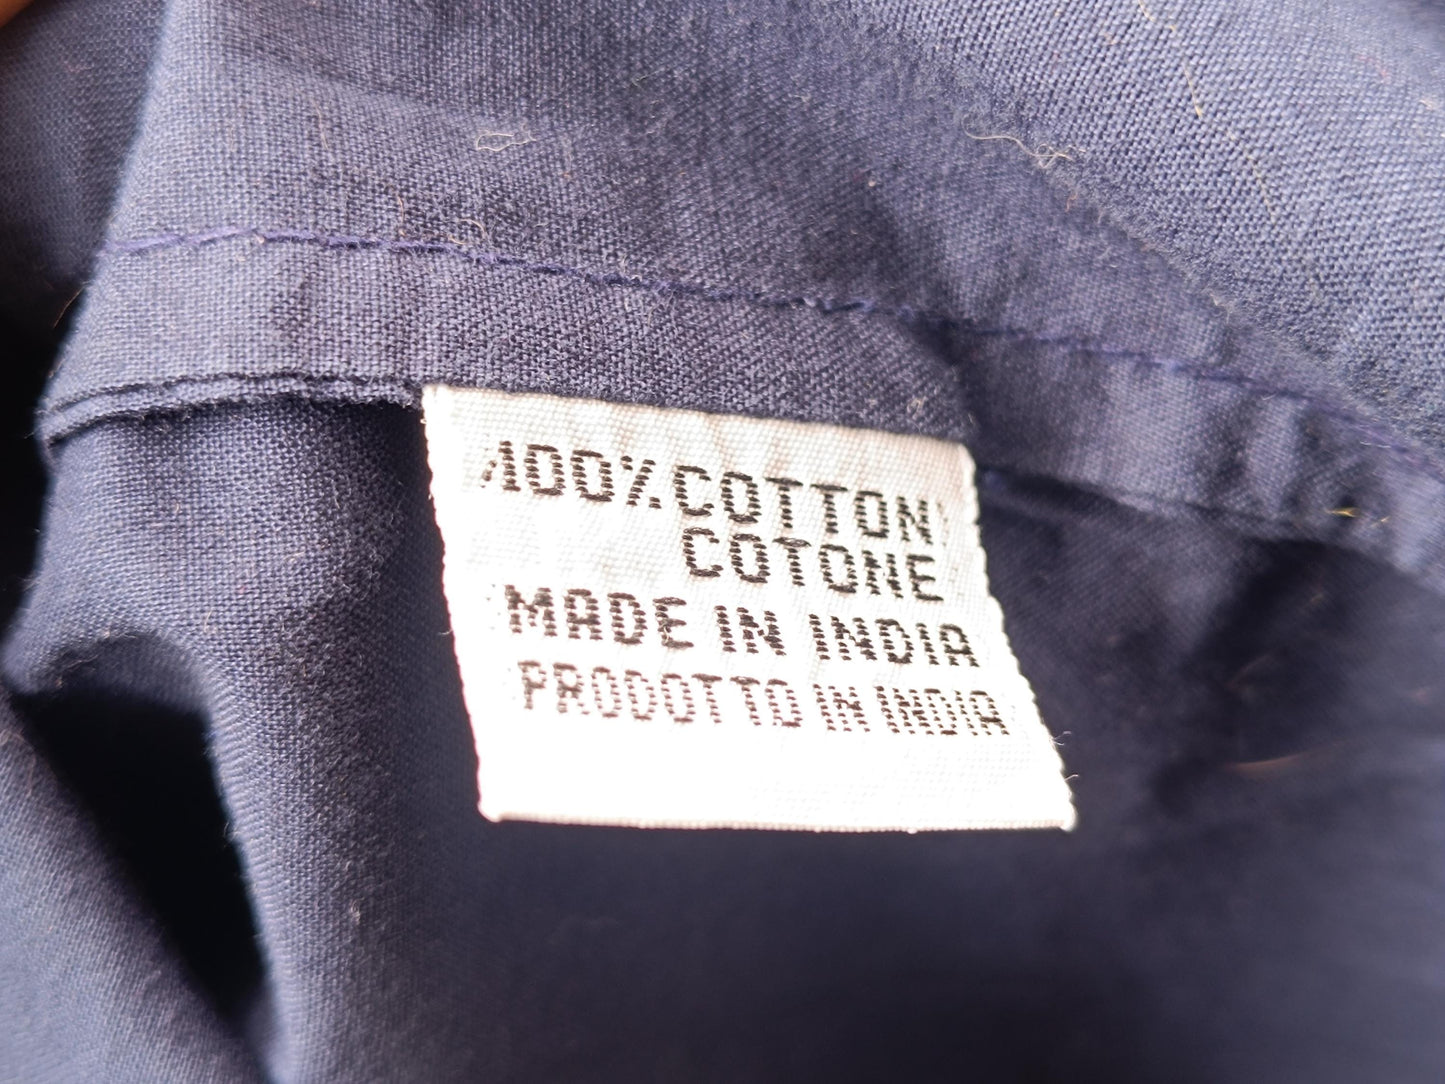 100% COTTON
COTONE
MADE IN INDIA
PRODOTTO IN INDIA